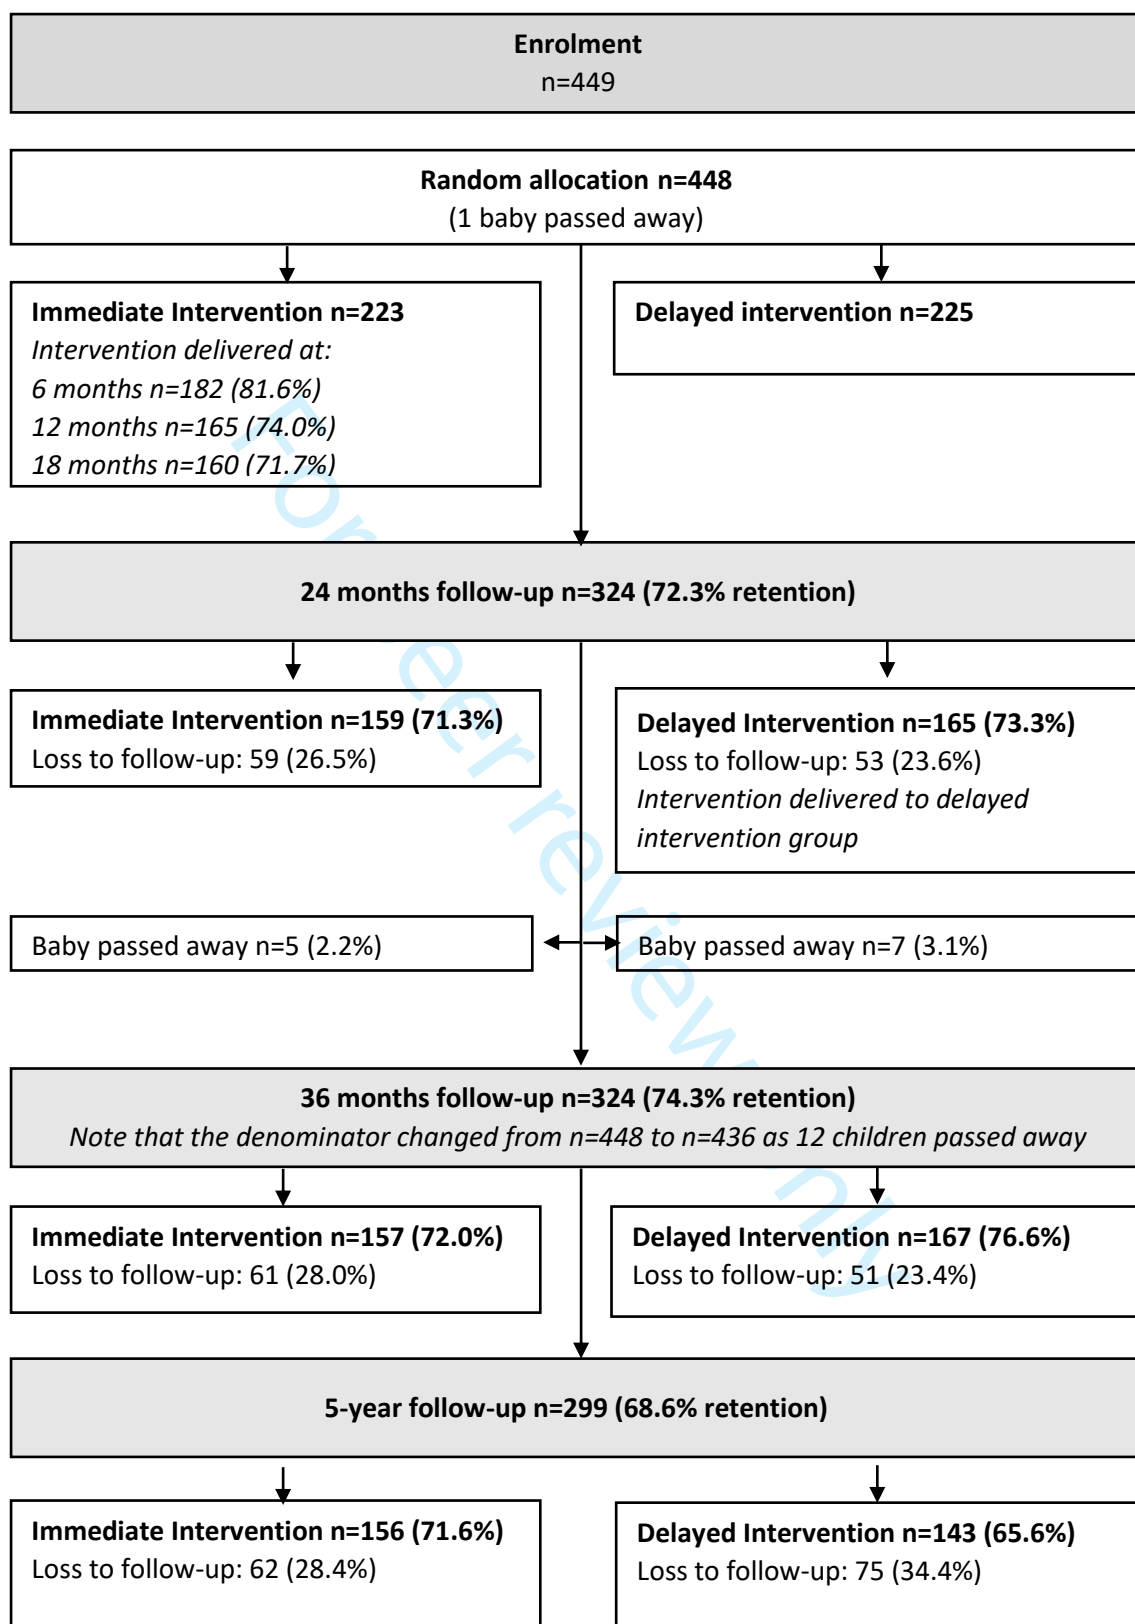 Enrolment
n=449
Random allocation n=448
(1 baby passed away)
Immediate Intervention n=223
Intervention delivered at:
6 months n=182 (81.6%)
12 months n=165 (74.0%)
18 months n=160 (71.7%)
Delayed intervention n=225
24 months follow-up n=324 (72.3% retention)
Immediate Intervention n=159 (71.3%)
Loss to follow-up: 59 (26.5%)
Delayed Intervention n=165 (73.3%)
Loss to follow-up: 53 (23.6%)
Intervention delivered to delayed
intervention group
Baby passed away n=5 (2.2%)
Baby passed away n=7 (3.1%)
36 months follow-up n=324 (74.3% retention)
Note that the denominator changed from n=448 to n=436 as 12 children passed away
Immediate Intervention n=157 (72.0%)
Loss to follow-up: 61 (28.0%)
Delayed Intervention n=167 (76.6%)
Loss to follow-up: 51 (23.4%)
5-year follow-up n=299 (68.6% retention)
Immediate Intervention n=156 (71.6%)
Loss to follow-up: 62 (28.4%)
Delayed Intervention n=143 (65.6%)
Loss to follow-up: 75 (34.4%)
For peer review only